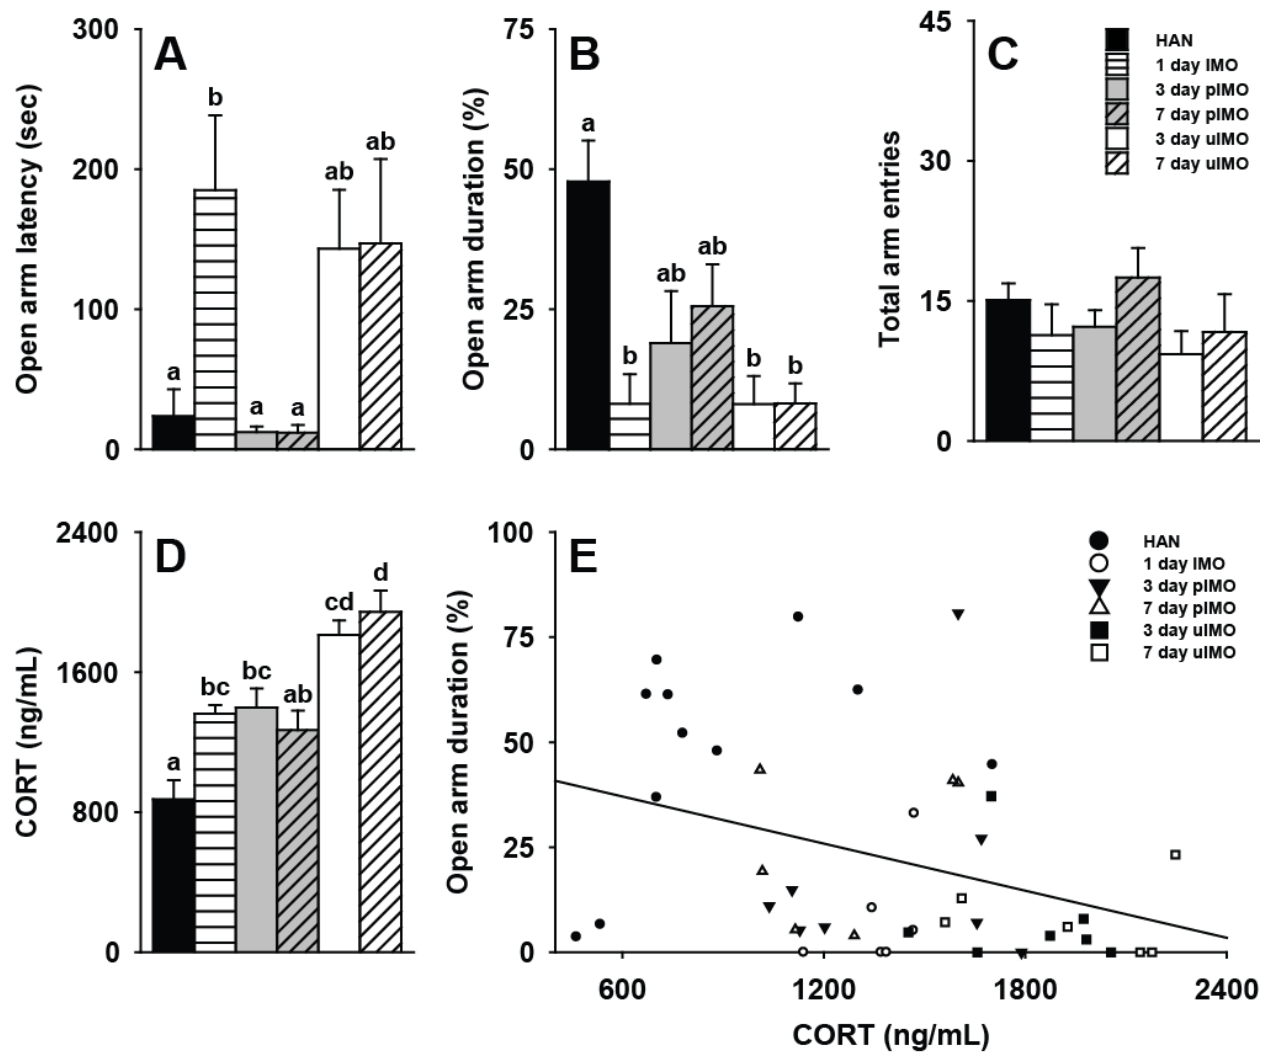 A
300
200
100
0
Open arm latency (sec)
a
b
a
a
ab
ab
B
75
50
25
0
Open arm duration (%)
a
b
ab
ab
b
b
C
45
30
15
0
Total arm entries
HAN
1 day IMO
3 day pIMO
7 day pIMO
3 day uIMO
7 day uIMO
D
2400
1600
800
0
CORT (ng/mL)
a
bc
bc
ab
cd
d
E
100
75
50
25
0
Open arm duration (%)
HAN
1 day IMO
3 day pIMO
7 day pIMO
3 day uIMO
7 day uIMO
600
1200
1800
2400
CORT (ng/mL)